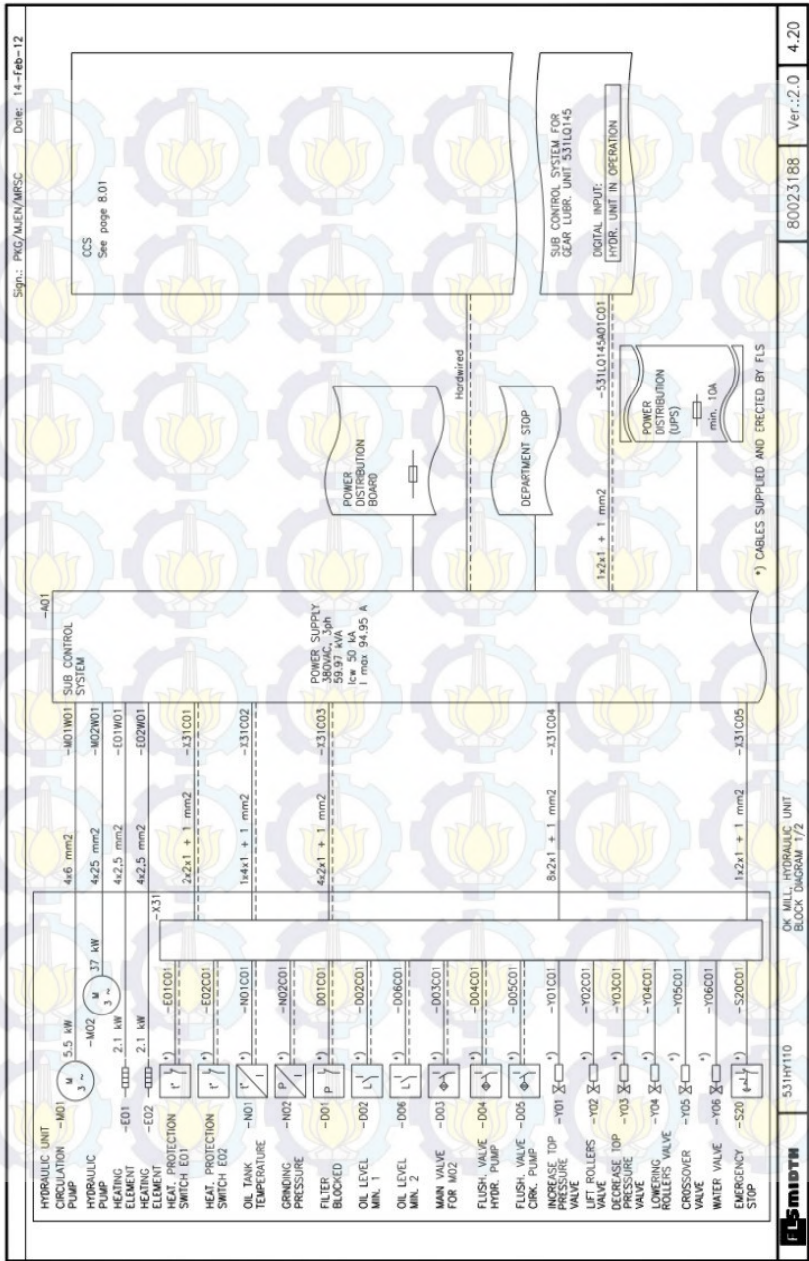 Sign.: PKG/MJEN/MRSC
Date: 14-Feb-12
HYDRAULIC UNIT
CIRCULATION
PUMP
-M01
M
3 ~
5.5 kW
4x6 mm2
-M01W01
HYDRAULIC
PUMP
-M02
M
3 ~
37 kW
4x25 mm2
-M02W01
HEATING
ELEMENT
-E01
2.1 kW
4x2,5 mm2
-E01W01
HEATING
ELEMENT
-E02
2.1 kW
4x2,5 mm2
-E02W01
-X31
HEAT. PROTECTION
SWITCH E01
t°
*)
-E01C01
2x2x1 + 1 mm2
-X31C01
HEAT. PROTECTION
SWITCH E02
t°
*)
-E02C01
OIL TANK
TEMPERATURE
-N01
t°
I
*)
-N01C01
1x4x1 + 1 mm2
-X31C02
GRINDING
PRESSURE
-N02
P
I
*)
-N02C01
FILTER
BLOCKED
-D01
P
*)
-D01C01
4x2x1 + 1 mm2
-X31C03
OIL LEVEL
MIN. 1
-D02
L
*)
-D02C01
OIL LEVEL
MIN. 2
-D06
L
*)
-D06C01
MAIN VALVE
FOR M02
-D03
*)
-D03C01
FLUSH. VALVE
HYDR. PUMP
-D04
*)
-D04C01
FLUSH. VALVE
CIRK. PUMP
-D05
*)
-D05C01
INCREASE TOP
PRESSURE
VALVE
-Y01
*)
-Y01C01
8x2x1 + 1 mm2
-X31C04
LIFT ROLLERS
VALVE
-Y02
*)
-Y02C01
DECREASE TOP
PRESSURE
VALVE
-Y03
*)
-Y03C01
LOWERING
ROLLERS VALVE
-Y04
*)
-Y04C01
CROSSOVER
VALVE
-Y05
*)
-Y05C01
WATER VALVE
-Y06
*)
-Y06C01
EMERGENCY
STOP
-S20
*)
-S20C01
1x2x1 + 1 mm2
-X31C05
-A01
SUB CONTROL
SYSTEM
POWER SUPPLY
380VAC, 3ph
59.97 kVA
Icw 50 kA
I max 94.95 A
CCS
See page 8.01
POWER
DISTRIBUTION
BOARD
Hardwired
DEPARTMENT STOP
SUB CONTROL SYSTEM FOR
GEAR LUBR. UNIT 531LQ145
DIGITAL INPUT:
HYDR. UNIT IN OPERATION
1x2x1 + 1 mm2
-531LQ145A01C01
POWER
DISTRIBUTION
(UPS)
min. 10A
*) CABLES SUPPLIED AND ERECTED BY FLS
FLSMIDTH
531HY110
OK MILL, HYDRAULIC UNIT
BLOCK DIAGRAM 1/2
80023188
Ver.:2.0
4.20